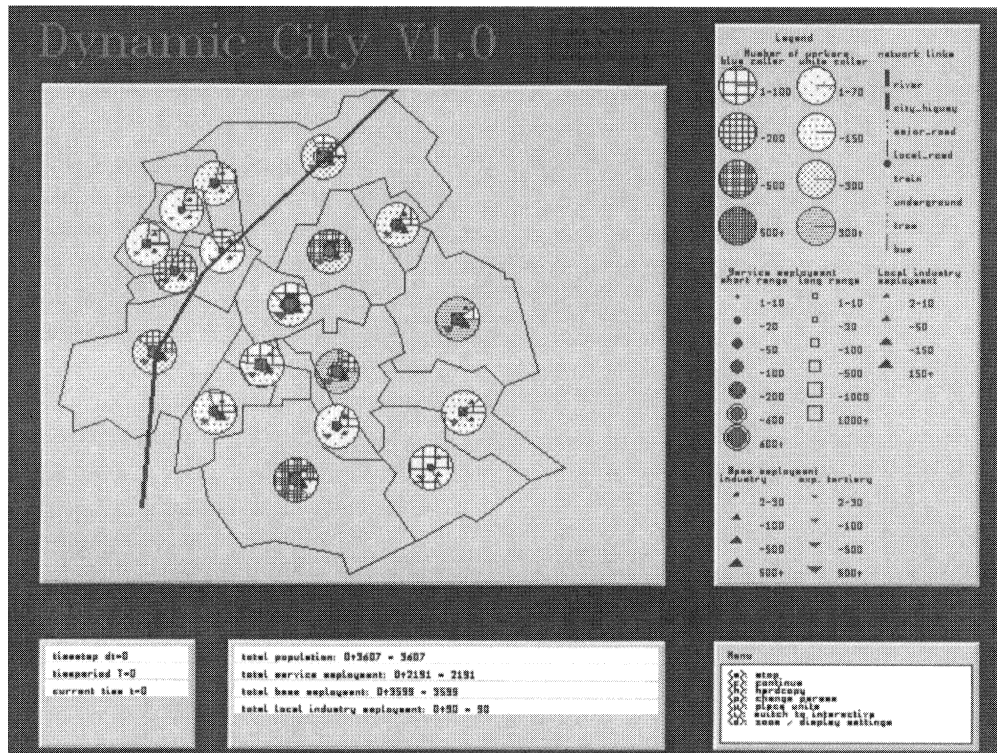 Dynamic City V1.0
Legend
Number of workers
blue collar white collar
network links
1-100 1-70
-200 -150
-500 -300
500+ 300+
river
city_higway
major_road
local_road
train
underground
tram
bus
Service employment
short range long range
1-10 1-10
-20 -30
-50 -100
-100 -500
-200 -1000
-600 1000+
600+
Local industry
employment
2-10
-50
-150
150+
Base employment
industry exp. tertiary
2-30 2-30
-100 -100
-500 -500
500+ 500+
timestep dt=0
timeperiod T=0
current time t=0
total population: 0+3607 = 3607
total service employment: 0+2191 = 2191
total base employment: 0+3599 = 3599
total local industry employment: 0+90 = 90
Menu
stop
continue
<h>: hardcopy
<p>: change params
place units
switch to interactive
zoom / display settings